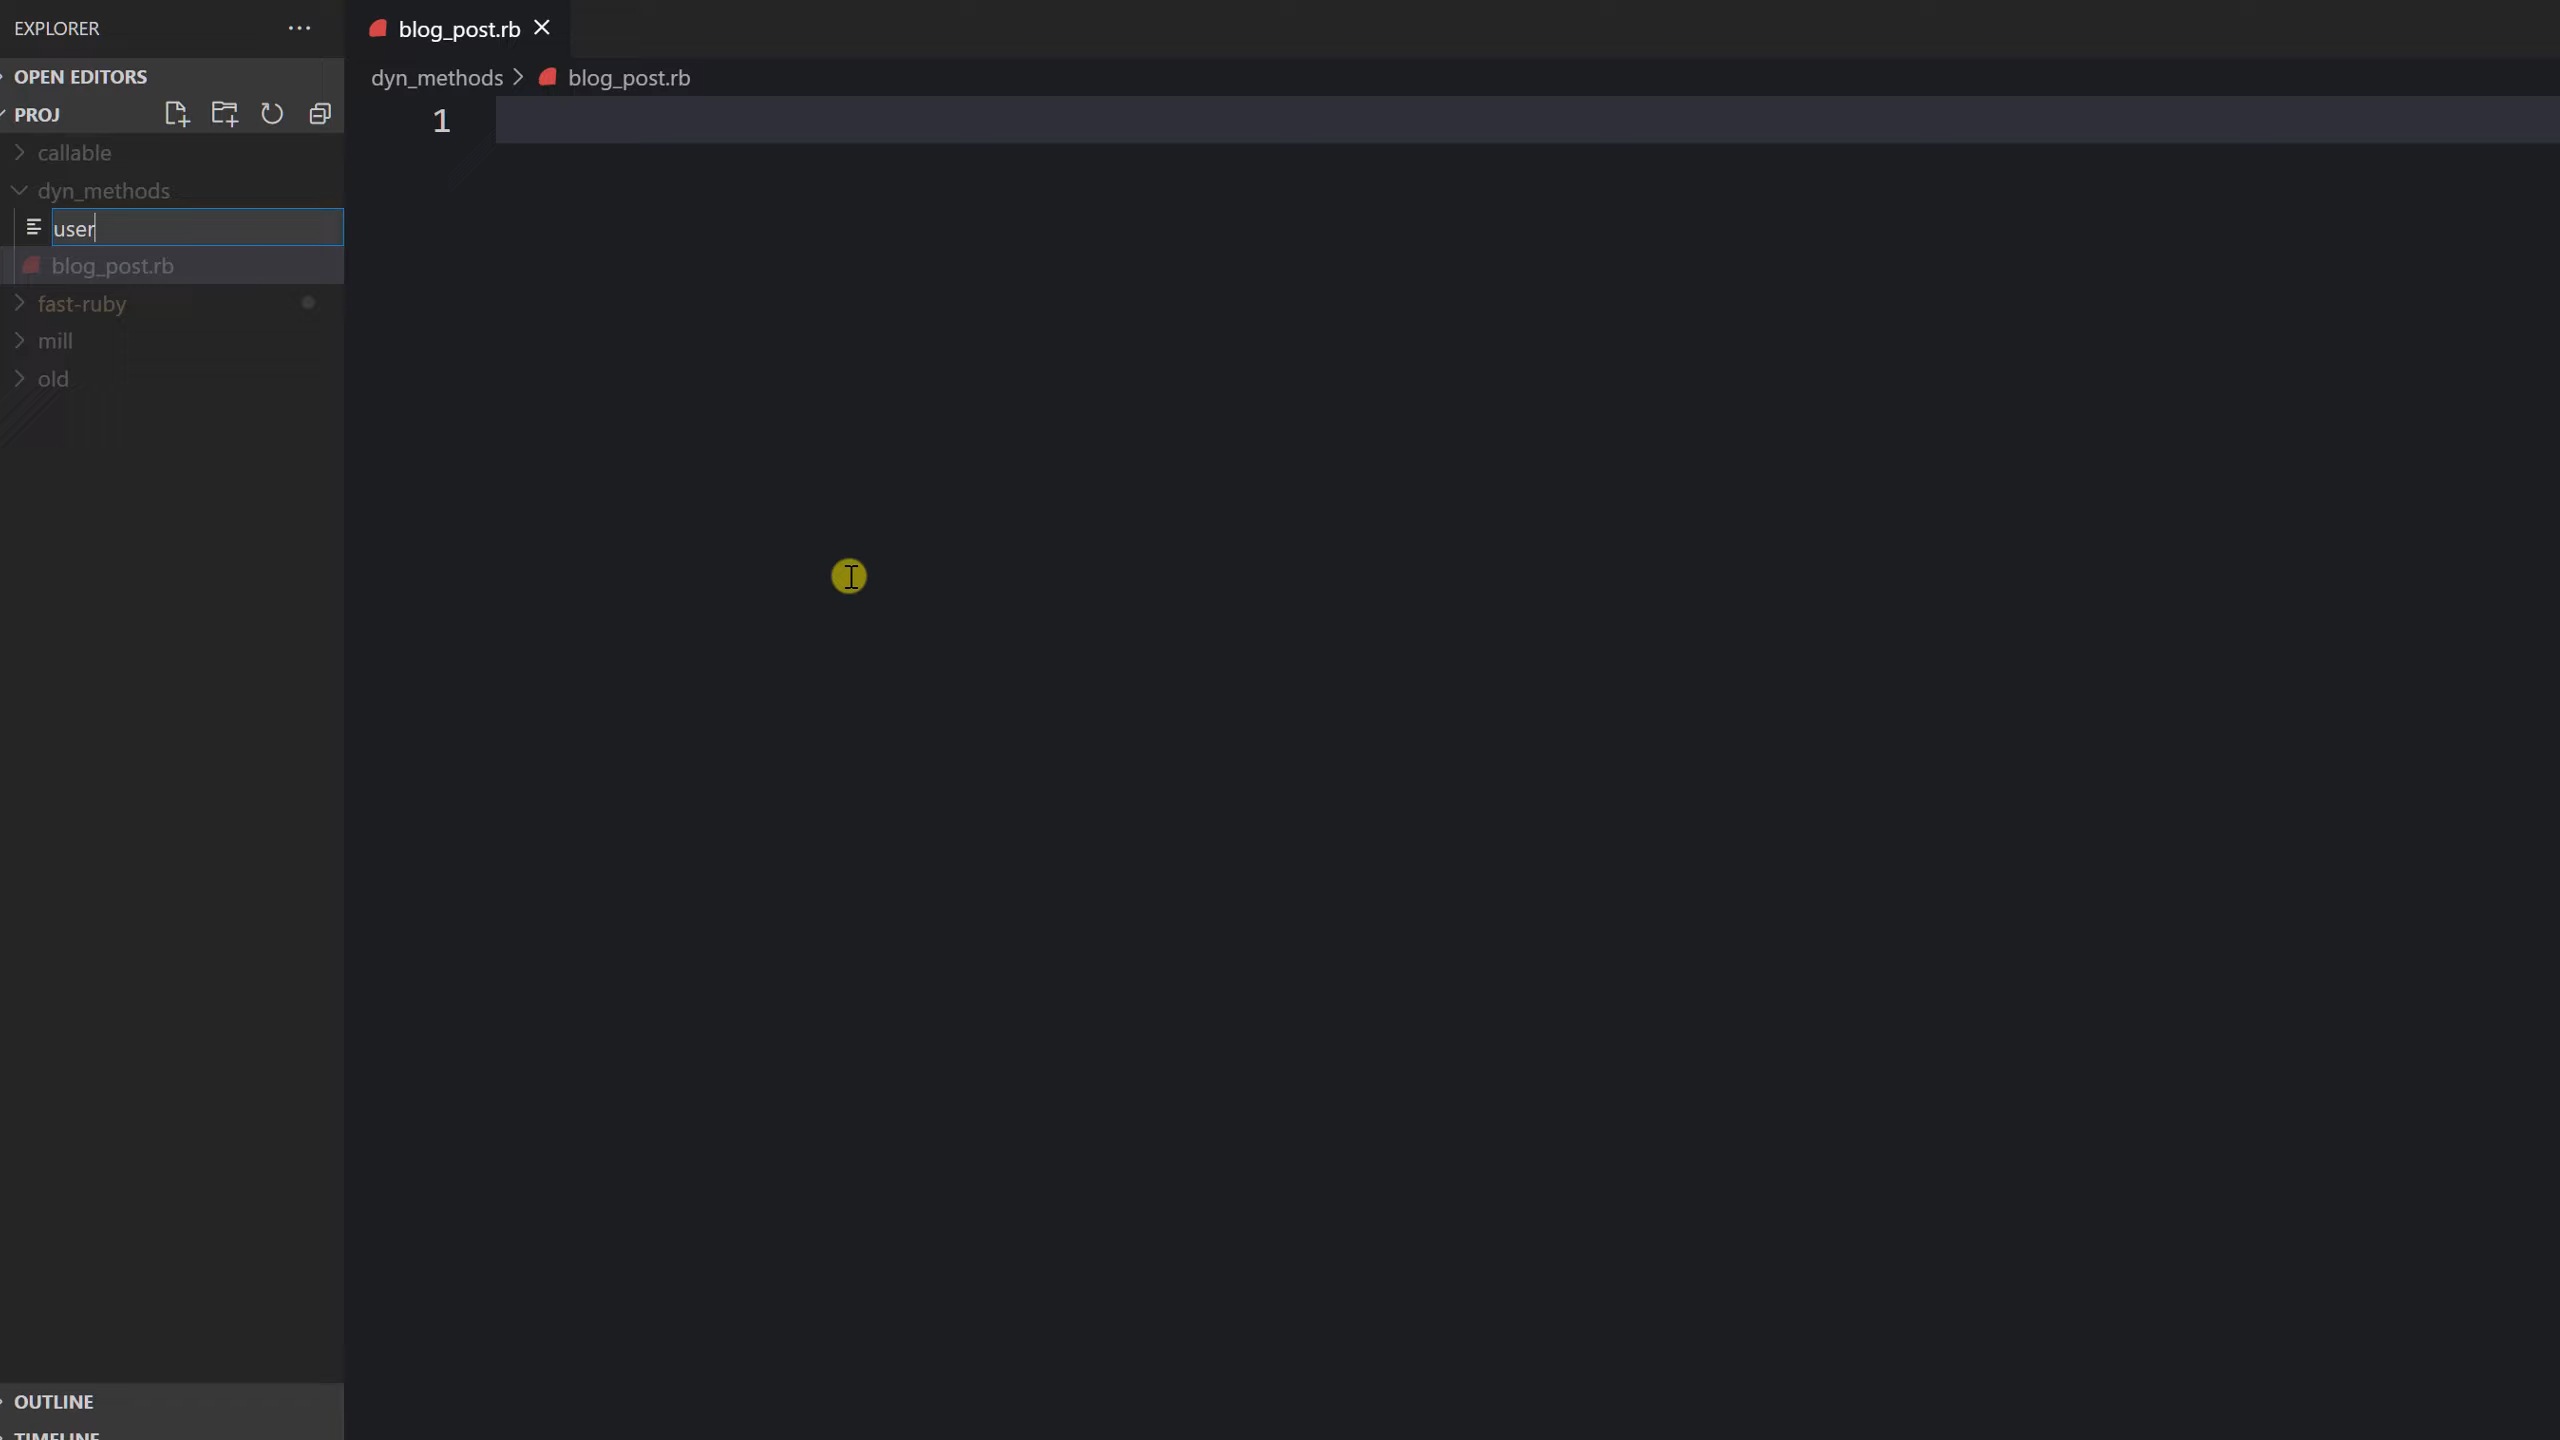 EXPLORER
OPEN EDITORS
PROJ
callable
dyn_methods
user
blog_post.rb
fast-ruby
mill
old
OUTLINE
TIMELINE
blog_post.rb
dyn_methods
blog_post.rb
1